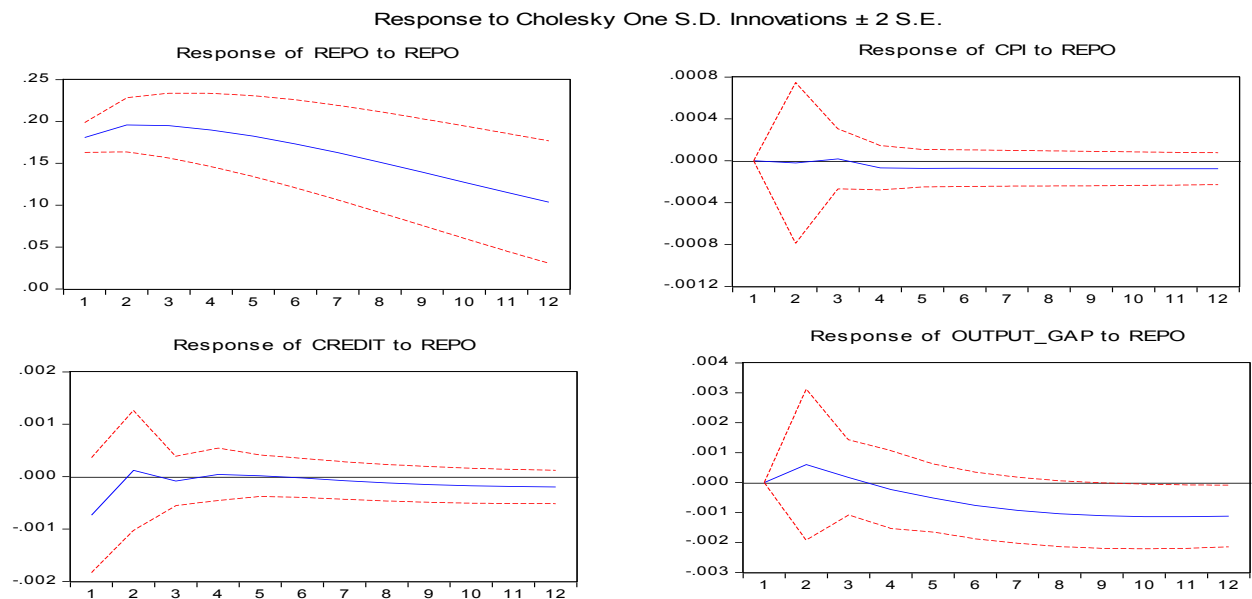 Response to Cholesky One S.D. Innovations ± 2 S.E.
Response of REPO to REPO
.25
.20
.15
.10
.05
.00
1 2 3 4 5 6 7 8 9 10 11 12
Response of CPI to REPO
.0008
.0004
.0000
-.0004
-.0008
-.0012
1 2 3 4 5 6 7 8 9 10 11 12
Response of CREDIT to REPO
.002
.001
.000
-.001
-.002
1 2 3 4 5 6 7 8 9 10 11 12
Response of OUTPUT_GAP to REPO
.004
.003
.002
.001
.000
-.001
-.002
-.003
1 2 3 4 5 6 7 8 9 10 11 12